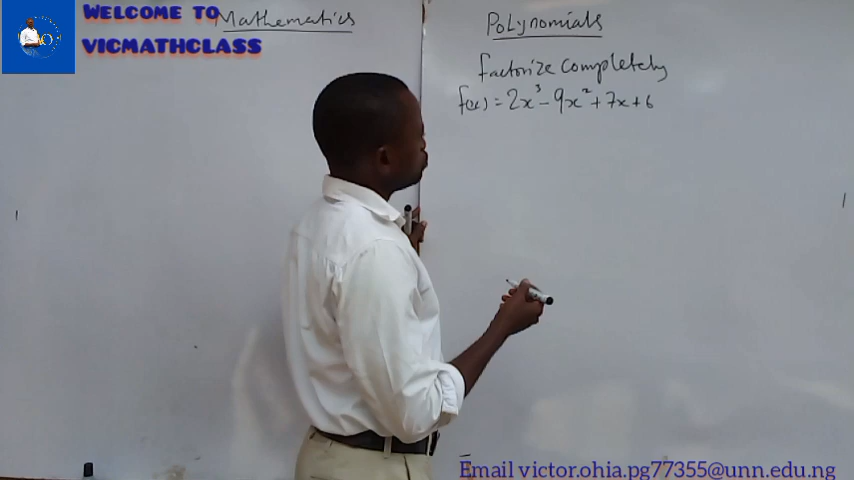 WELCOME TO
VICMATHCLASS
Mathematics
Polynomials
factorize completely
f(x) = 2x³ - 9x² + 7x + 6
Email victor.ohia.pg77355@unn.edu.ng